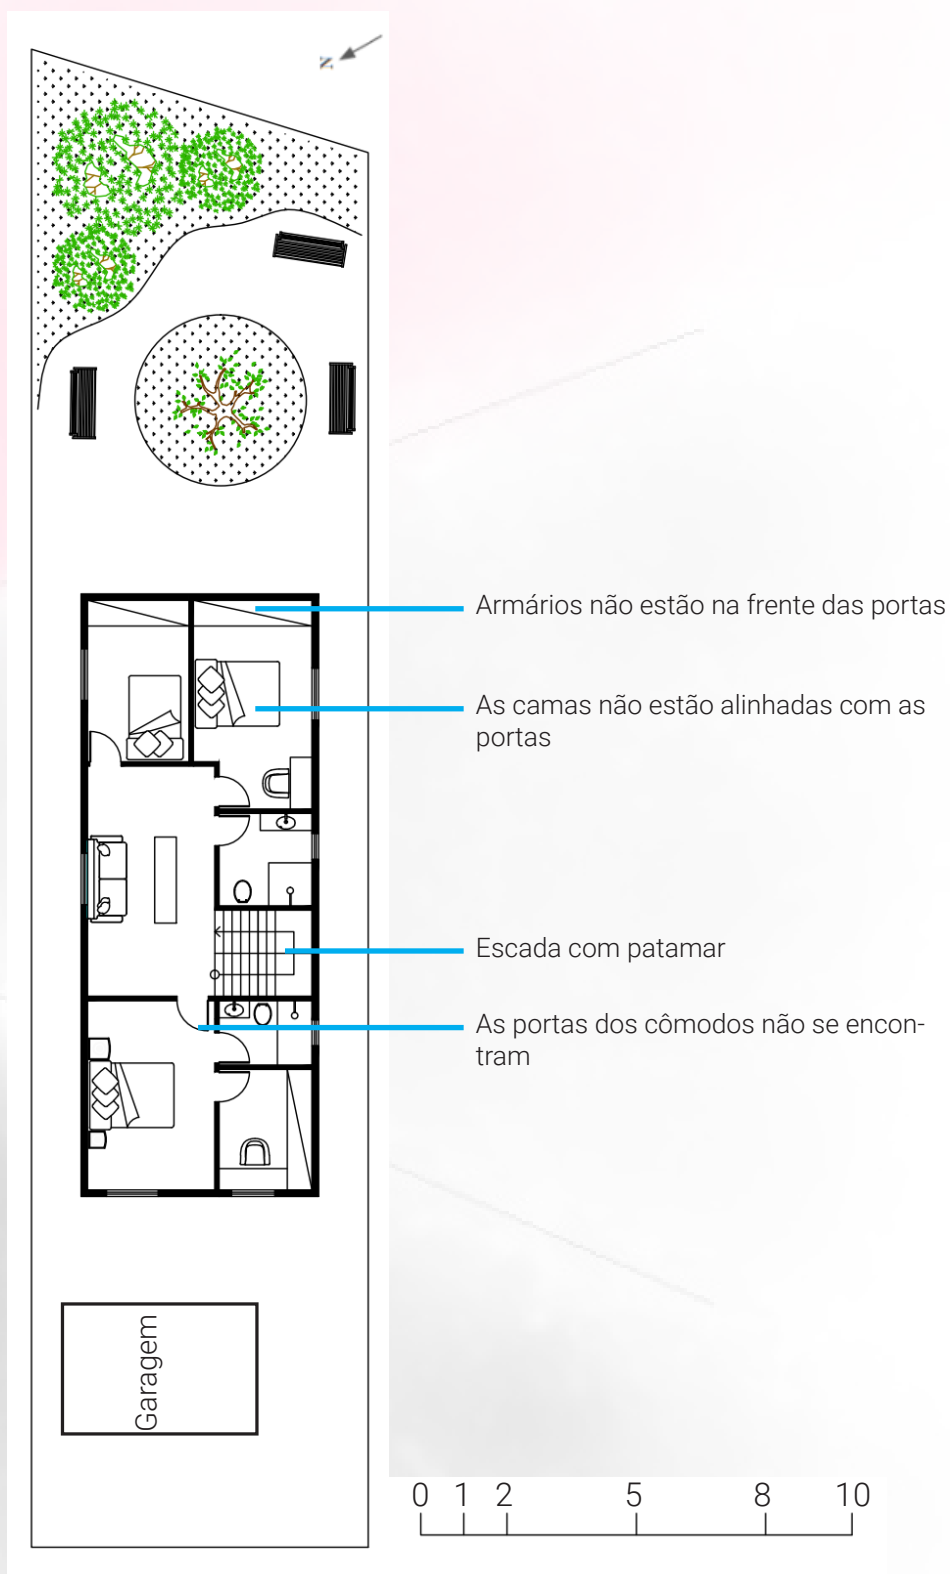 N
Armários não estão na frente das portas
As camas não estão alinhadas com as
portas
Escada com patamar
As portas dos cômodos não se encon-
tram
Garagem
0 1 2 5 8 10